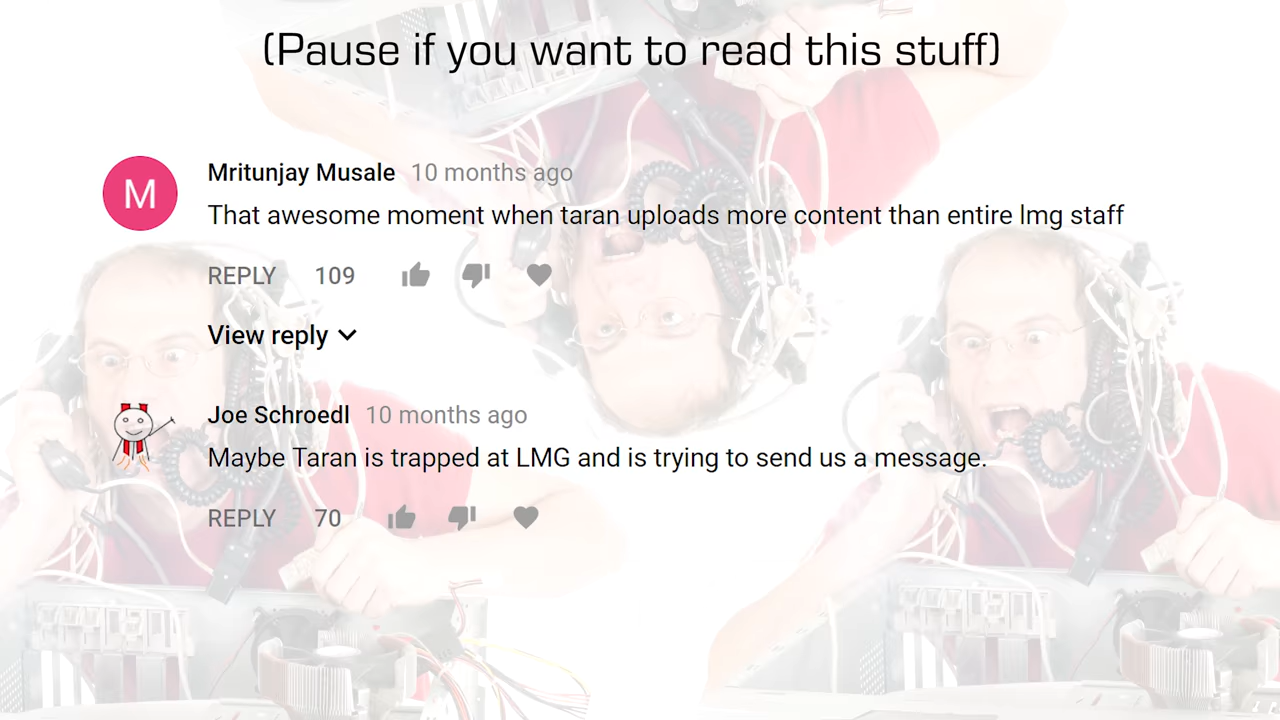 (Pause if you want to read this stuff)
M
Mritunjay Musale 10 months ago
That awesome moment when taran uploads more content than entire lmg staff
REPLY 109
View reply
Joe Schroedl 10 months ago
Maybe Taran is trapped at LMG and is trying to send us a message.
REPLY 70